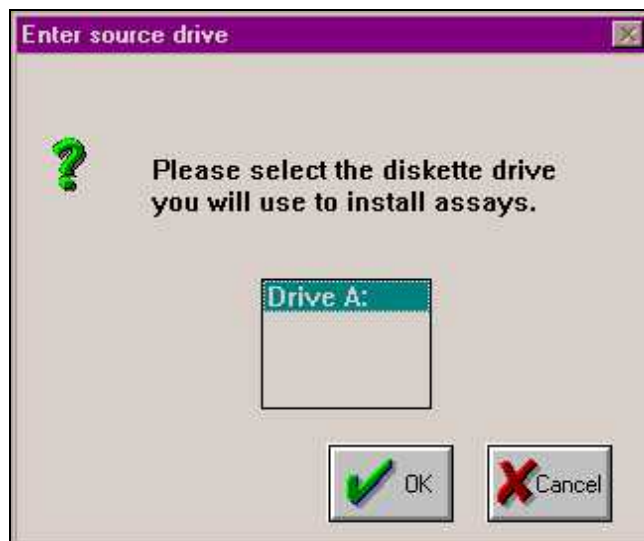 Enter source drive
Please select the diskette drive
you will use to install assays.
Drive A:
OK
Cancel